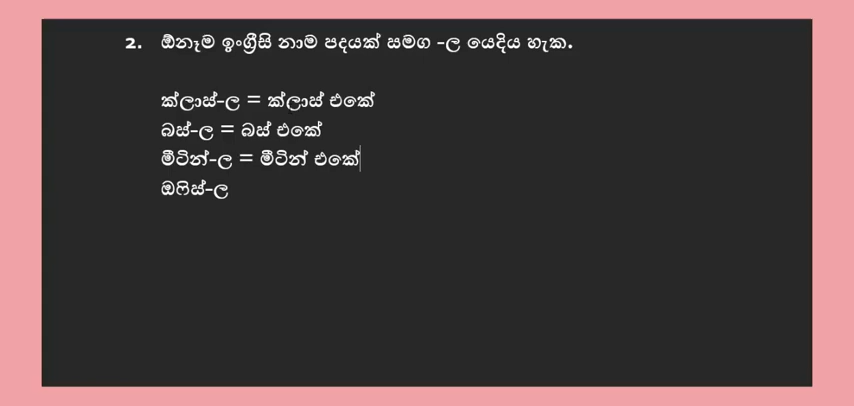 2. ඕනෑම ඉංග්‍රීසි නාම පදයක් සමග -ල යෙදිය හැක.
ක්ලාස්-ල = ක්ලාස් එකේ
බස්-ල = බස් එකේ
මීටින්-ල = මීටින් එකේ
ඔෆිස්-ල